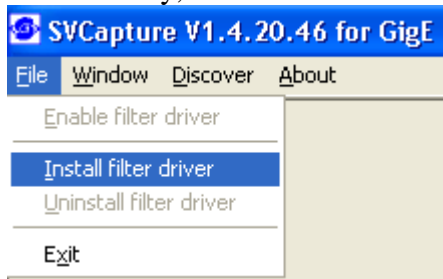 SVCapture V1.4.20.46 for GigE
File Window Discover About
Enable filter driver
Install filter driver
Uninstall filter driver
Exit